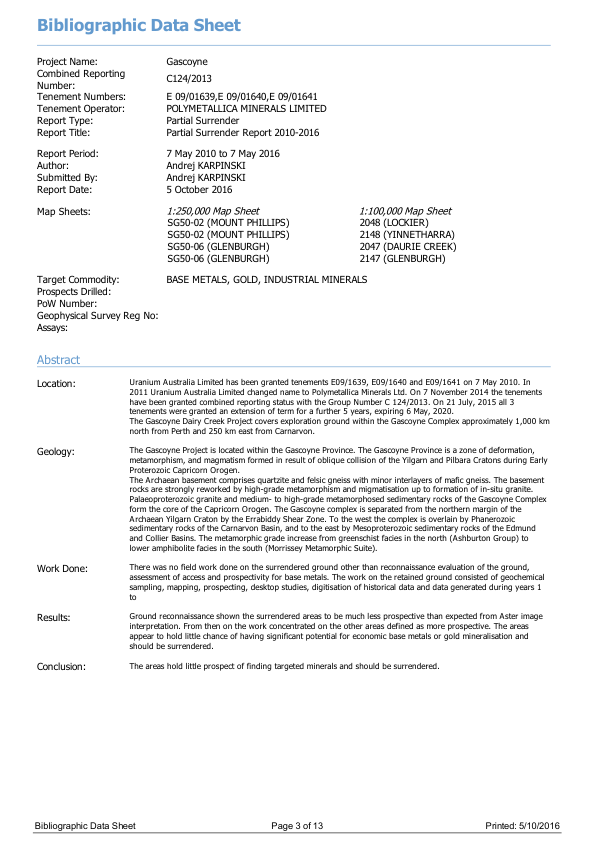 Bibliographic Data Sheet
Project Name: Gascoyne
Combined Reporting Number: C124/2013
Tenement Numbers: E 09/01639,E 09/01640,E 09/01641
Tenement Operator: POLYMETALLICA MINERALS LIMITED
Report Type: Partial Surrender
Report Title: Partial Surrender Report 2010-2016
Report Period: 7 May 2010 to 7 May 2016
Author: Andrej KARPINSKI
Submitted By: Andrej KARPINSKI
Report Date: 5 October 2016
Map Sheets: 1:250,000 Map Sheet 1:100,000 Map Sheet
SG50-02 (MOUNT PHILLIPS) 2048 (LOCKIER)
SG50-02 (MOUNT PHILLIPS) 2148 (YINNETHARRA)
SG50-06 (GLENBURGH) 2047 (DAURIE CREEK)
SG50-06 (GLENBURGH) 2147 (GLENBURGH)
Target Commodity: BASE METALS, GOLD, INDUSTRIAL MINERALS
Prospects Drilled:
PoW Number:
Geophysical Survey Reg No:
Assays:
Abstract
Location: Uranium Australia Limited has been granted tenements E09/1639, E09/1640 and E09/1641 on 7 May 2010. In
2011 Uranium Australia Limited changed name to Polymetallica Minerals Ltd. On 7 November 2014 the tenements
have been granted combined reporting status with the Group Number C 124/2013. On 21 July, 2015 all 3
tenements were granted an extension of term for a further 5 years, expiring 6 May, 2020.
The Gascoyne Dairy Creek Project covers exploration ground within the Gascoyne Complex approximately 1,000 km
north from Perth and 250 km east from Carnarvon.
Geology: The Gascoyne Project is located within the Gascoyne Province. The Gascoyne Province is a zone of deformation,
metamorphism, and magmatism formed in result of oblique collision of the Yilgarn and Pilbara Cratons during Early
Proterozoic Capricorn Orogen.
The Archaean basement comprises quartzite and felsic gneiss with minor interlayers of mafic gneiss. The basement
rocks are strongly reworked by high-grade metamorphism and migmatisation up to formation of in-situ granite.
Palaeoproterozoic granite and medium- to high-grade metamorphosed sedimentary rocks of the Gascoyne Complex
form the core of the Capricorn Orogen. The Gascoyne complex is separated from the northern margin of the
Archaean Yilgarn Craton by the Errabiddy Shear Zone. To the west the complex is overlain by Phanerozoic
sedimentary rocks of the Carnarvon Basin, and to the east by Mesoproterozoic sedimentary rocks of the Edmund
and Collier Basins. The metamorphic grade increase from greenschist facies in the north (Ashburton Group) to
lower amphibolite facies in the south (Morrissey Metamorphic Suite).
Work Done: There was no field work done on the surrendered ground other than reconnaissance evaluation of the ground,
assessment of access and prospectivity for base metals. The work on the retained ground consisted of geochemical
sampling, mapping, prospecting, desktop studies, digitisation of historical data and data generated during years 1
to
Results: Ground reconnaissance shown the surrendered areas to be much less prospective than expected from Aster image
interpretation. From then on the work concentrated on the other areas defined as more prospective. The areas
appear to hold little chance of having significant potential for economic base metals or gold mineralisation and
should be surrendered.
Conclusion: The areas hold little prospect of finding targeted minerals and should be surrendered.
Bibliographic Data Sheet Page 3 of 13 Printed: 5/10/2016